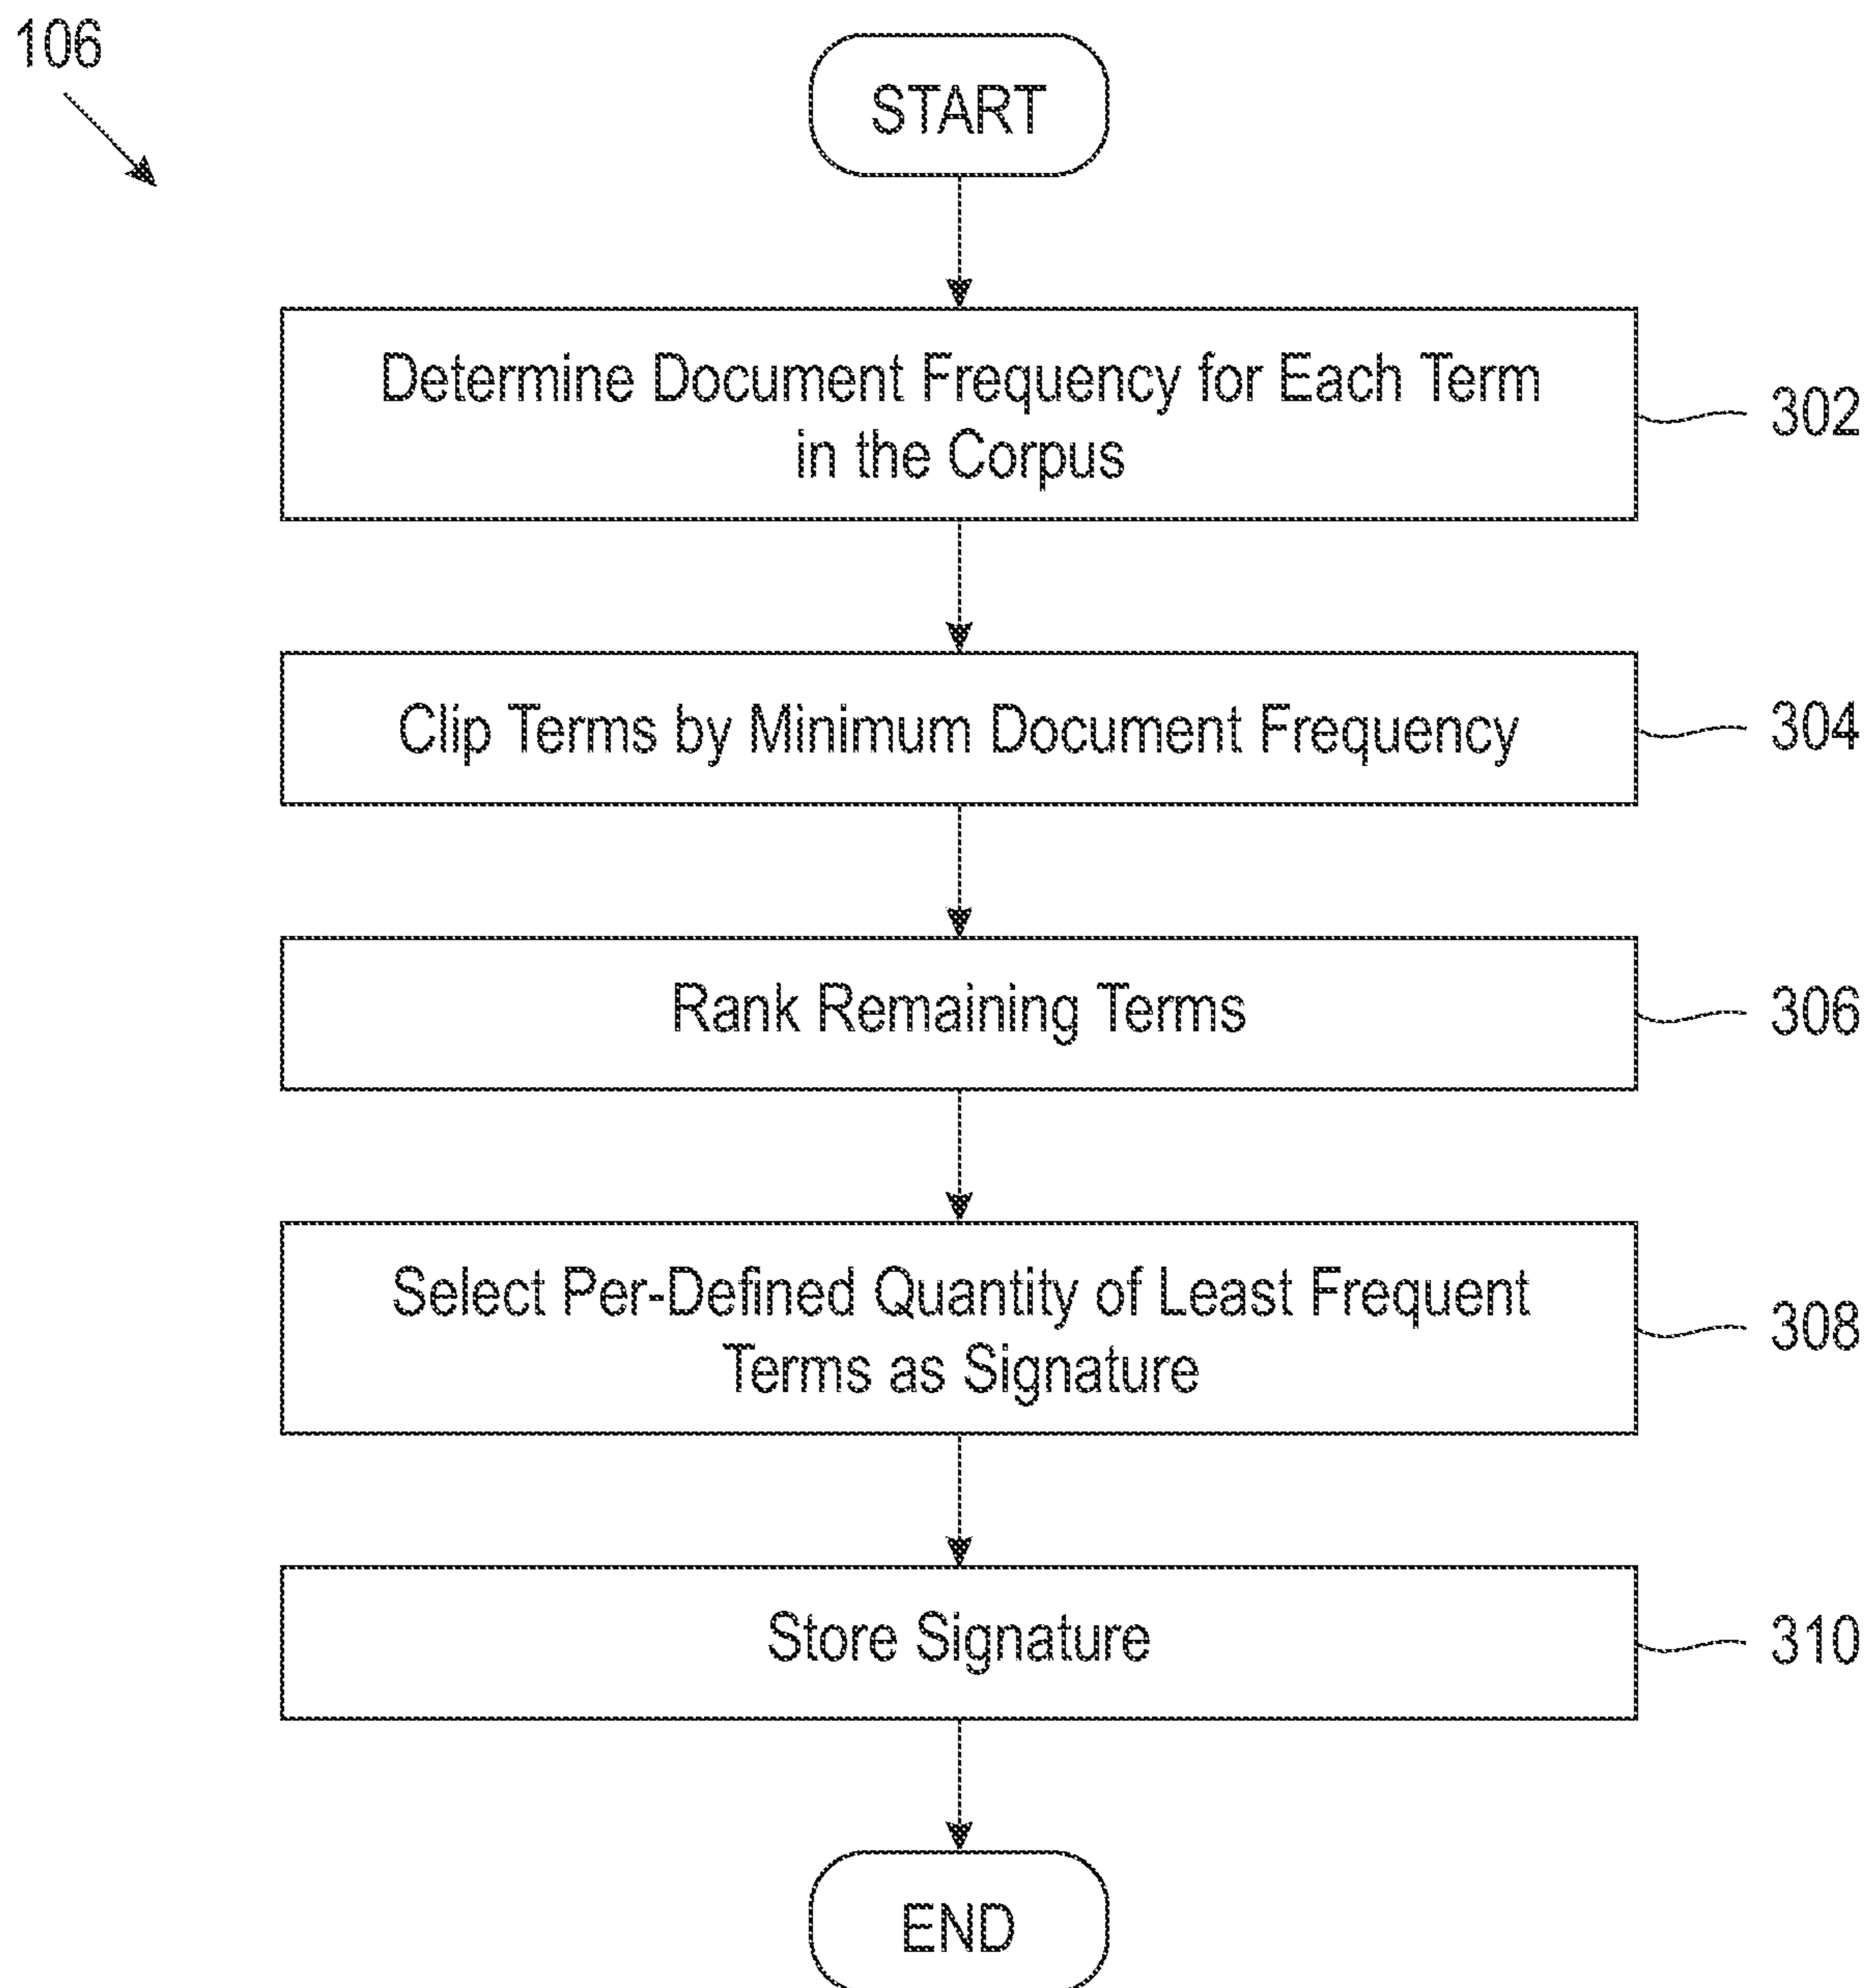 106
START
Determine Document Frequency for Each Term
in the Corpus
302
Clip Terms by Minimum Document Frequency
304
Rank Remaining Terms
306
Select Per-Defined Quantity of Least Frequent
Terms as Signature
308
Store Signature
310
END